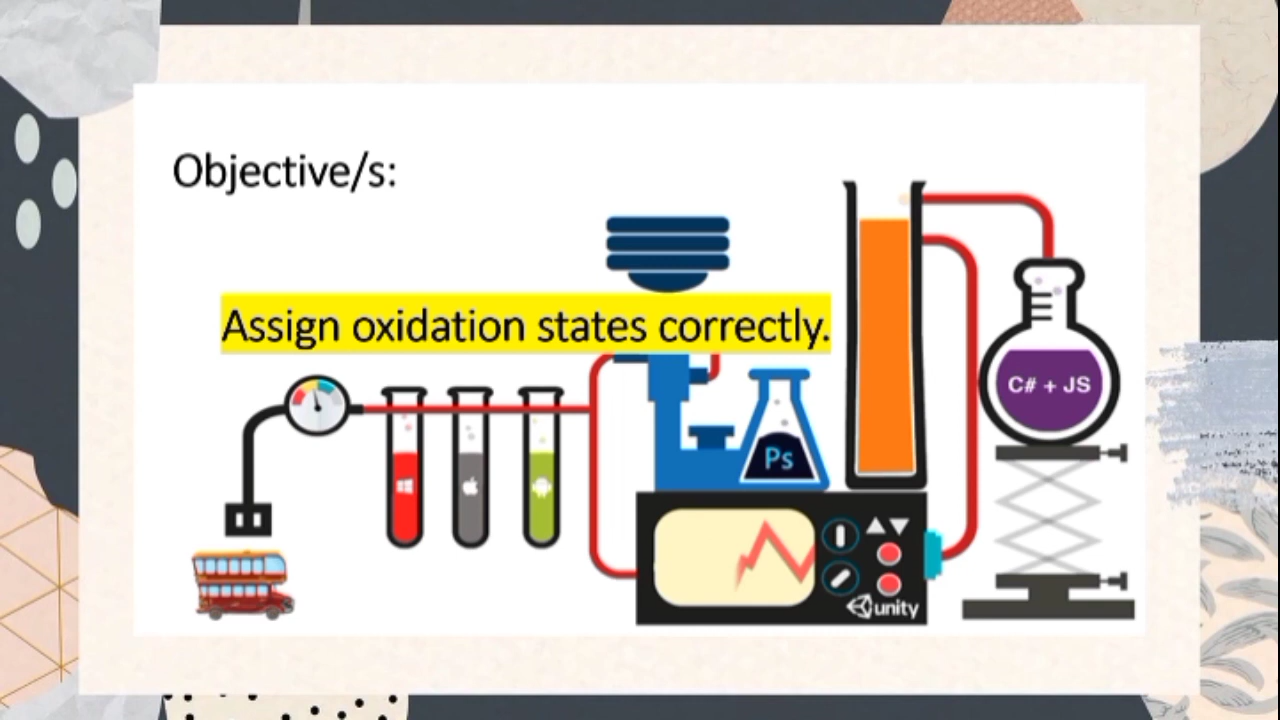 Objective/s:
Assign oxidation states correctly.
C# + JS
Ps
unity